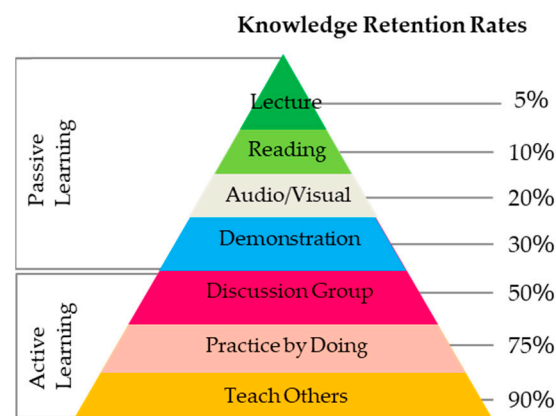 Knowledge Retention Rates
Passive
Learning
Lecture 5%
Reading 10%
Audio/Visual 20%
Demonstration 30%
Active
Learning
Discussion Group 50%
Practice by Doing 75%
Teach Others 90%